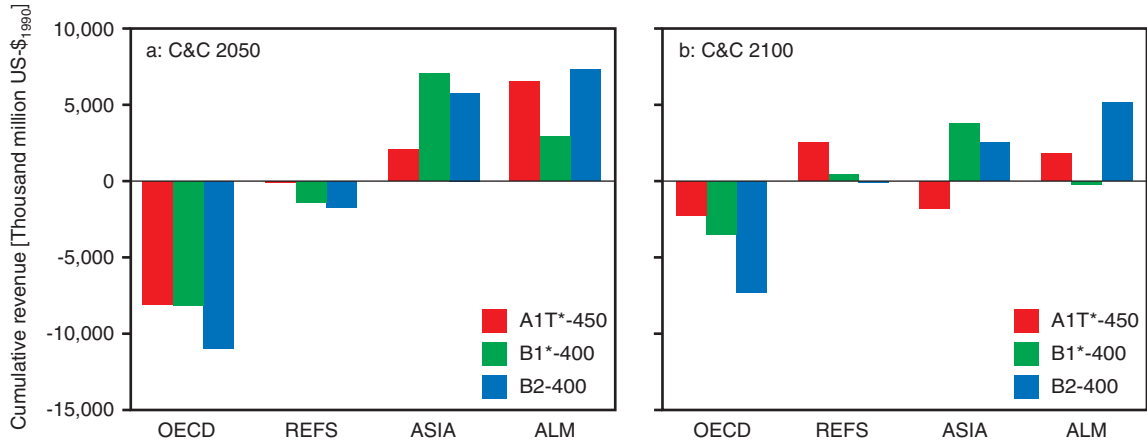 Cumulative revenue [Thousand million US-$1990]
10,000
5,000
0
-5,000
-10,000
-15,000
a: C&C 2050
A1T*-450
B1*-400
B2-400
OECD REFS ASIA ALM
b: C&C 2100
A1T*-450
B1*-400
B2-400
OECD REFS ASIA ALM